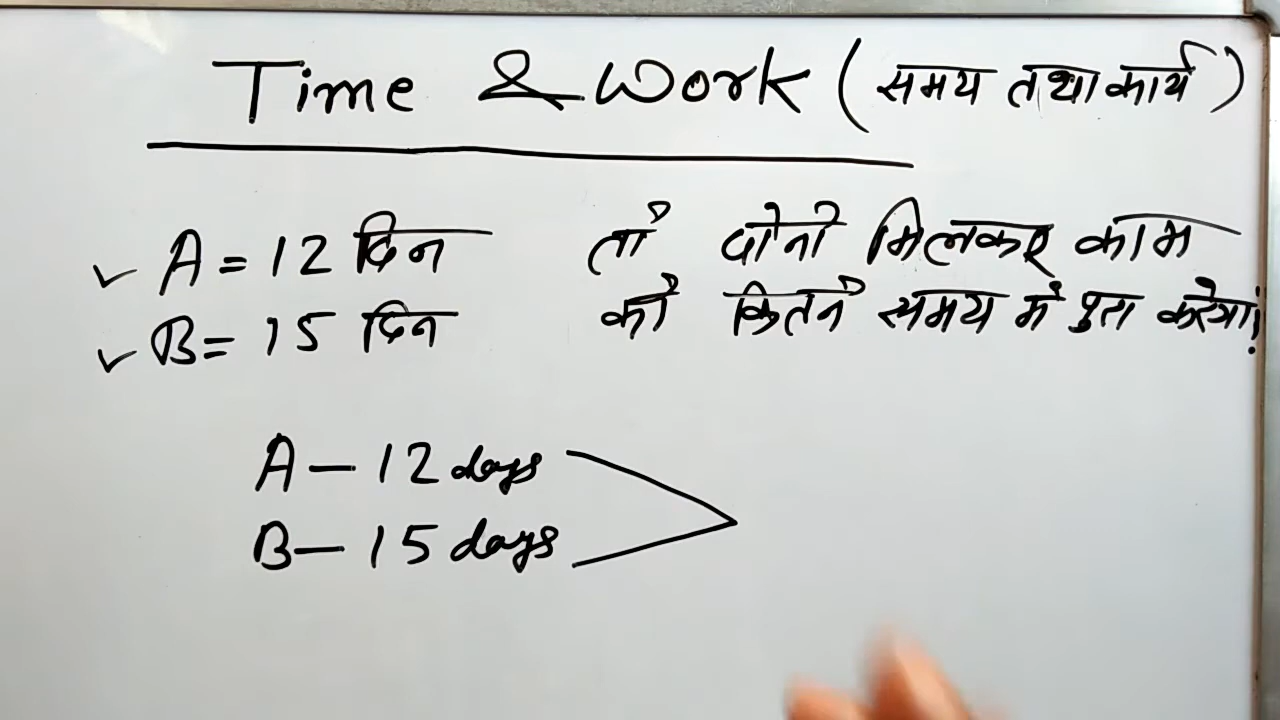 Time & Work (समय तथा कार्य)
✓ A = 12 दिन
✓ B = 15 दिन
तो दोनो मिलकर काम
को कितने समय मे पुरा करेगा!
A — 12 days
B — 15 days